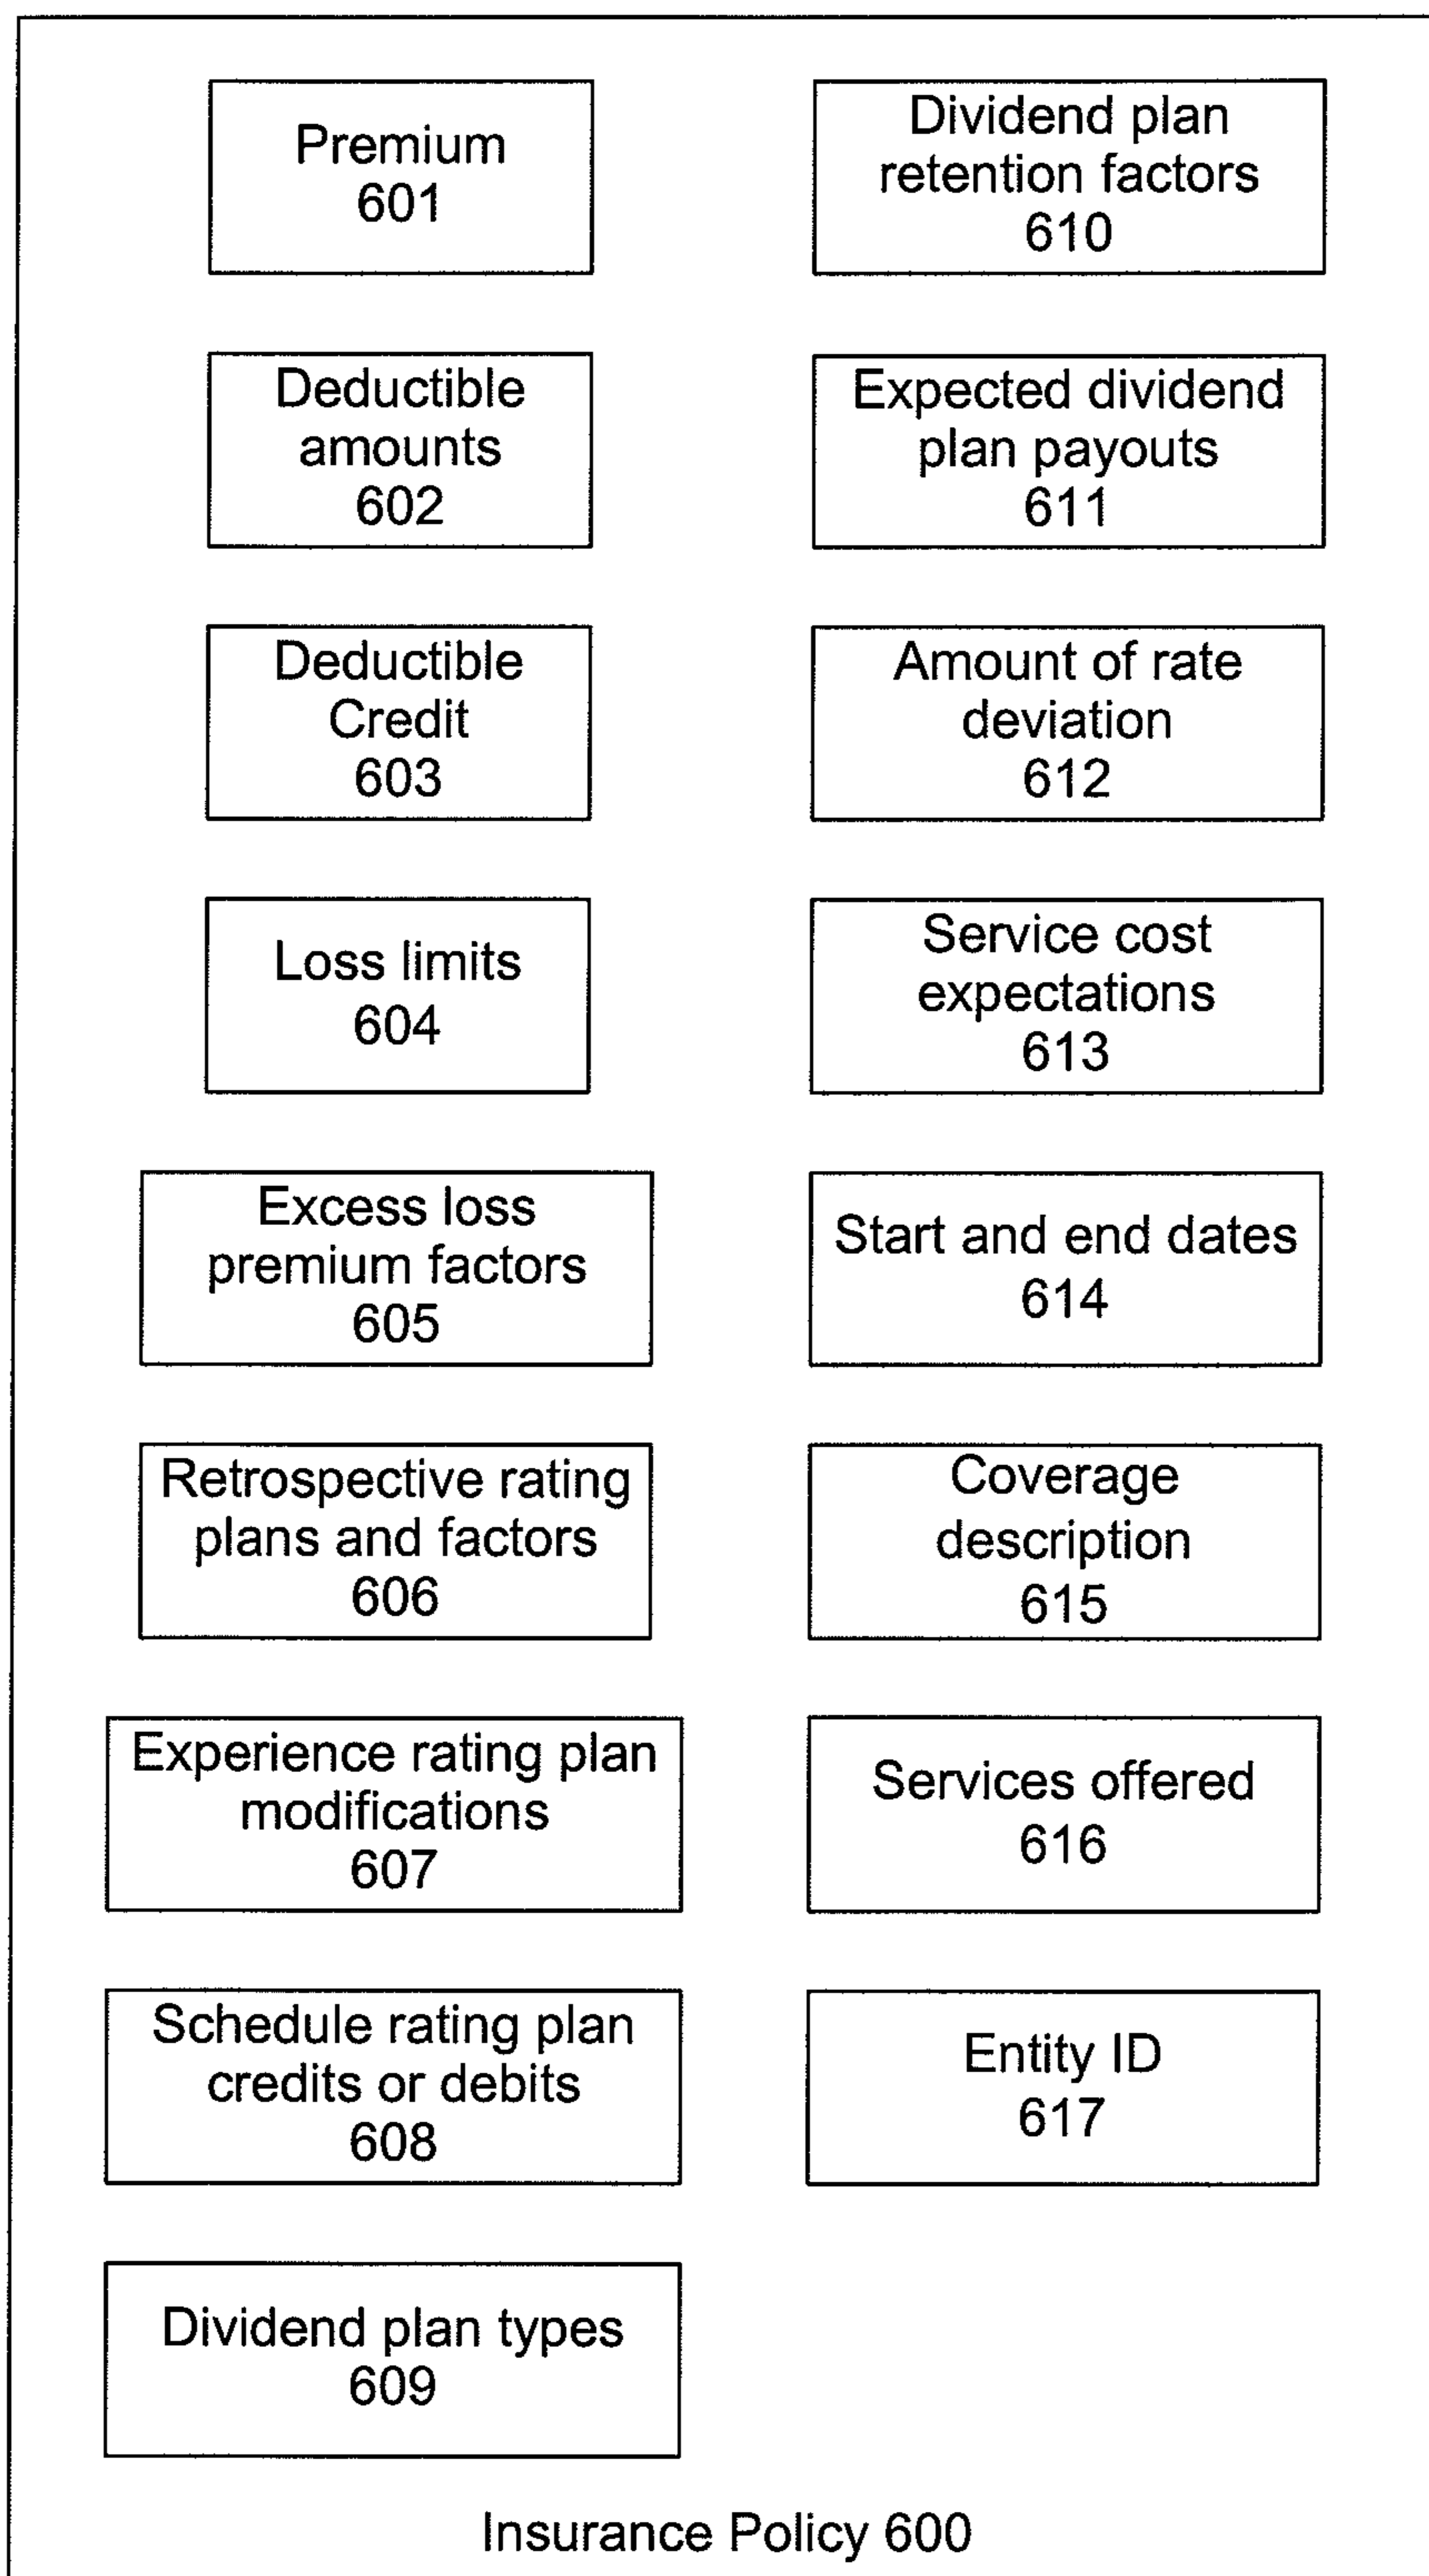 Premium
601
Deductible
amounts
602
Deductible
Credit
603
Loss limits
604
Excess loss
premium factors
605
Retrospective rating
plans and factors
606
Experience rating plan
modifications
607
Schedule rating plan
credits or debits
608
Dividend plan types
609
Dividend plan
retention factors
610
Expected dividend
plan payouts
611
Amount of rate
deviation
612
Service cost
expectations
613
Start and end dates
614
Coverage
description
615
Services offered
616
Entity ID
617
Insurance Policy 600